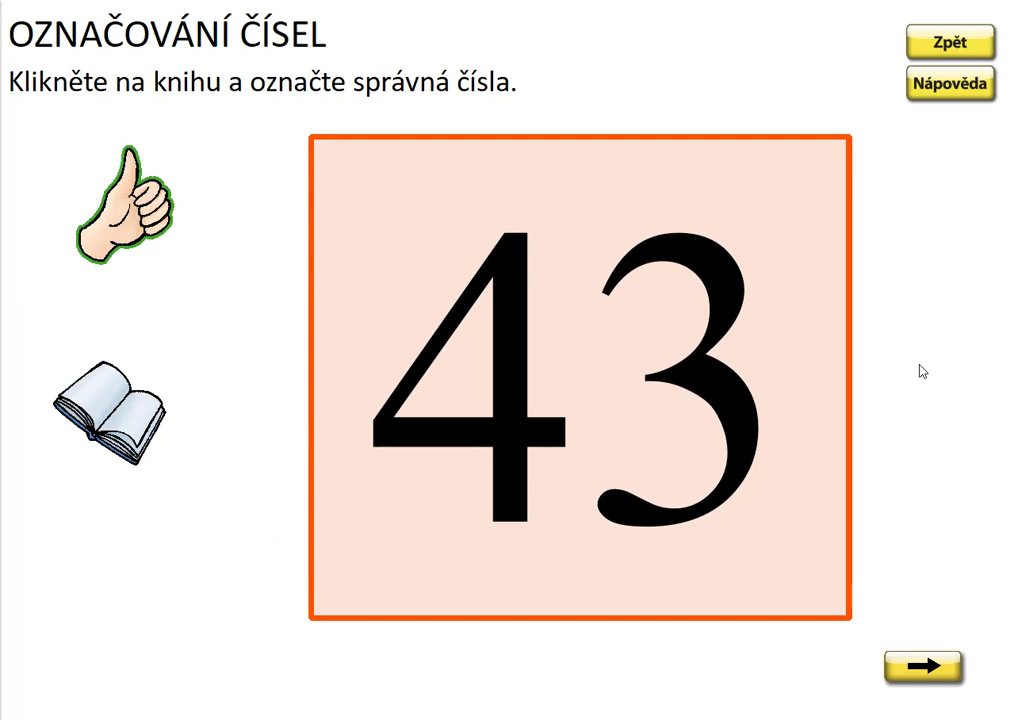 OZNAČOVÁNÍ ČÍSEL
Klikněte na knihu a označte správná čísla.
Zpět
Nápověda
43